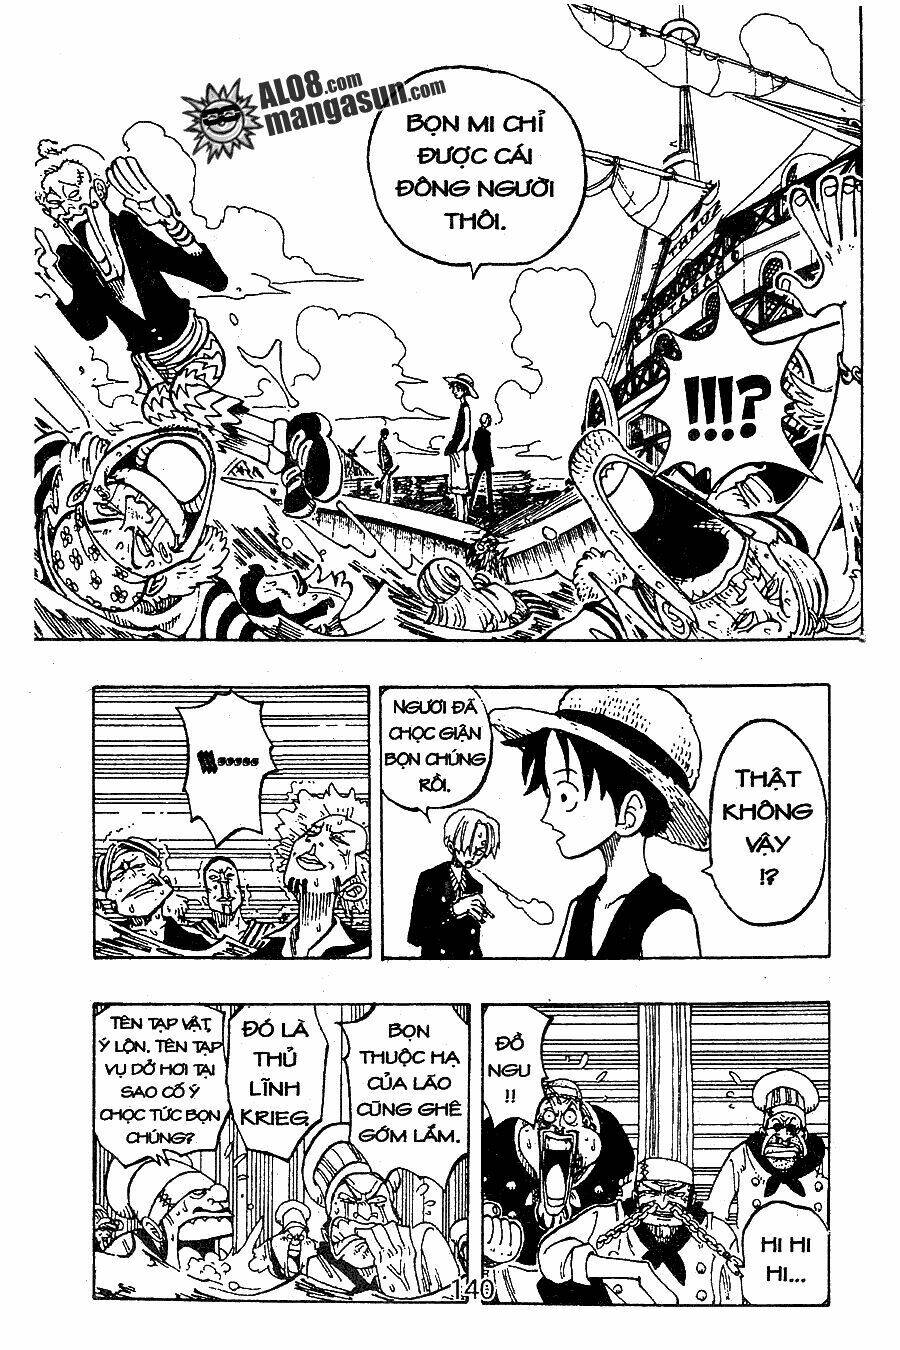 ALO8.com
mangasun.com
BỌN MI CHỈ
ĐƯỢC CÁI
ĐÔNG NGƯỜI
THÔI.
!!!?
THẬT
KHÔNG
VẬY
!?
NGƯƠI ĐÃ
CHỌC GIẬN
BỌN CHÚNG
RỒI.
!!!......
ĐỒ
NGU
!!
HI HI
HI...
BỌN
THUỘC HẠ
CỦA LÃO
CŨNG GHÊ
GỚM LẮM.
ĐÓ LÀ
THỦ
LĨNH
KRIEG.
TÊN TẠP VẬT,
Ý LỘN. TÊN TẠP
VỤ DỞ HƠI TẠI
SAO CỐ Ý
CHỌC TỨC BỌN
CHÚNG?
140